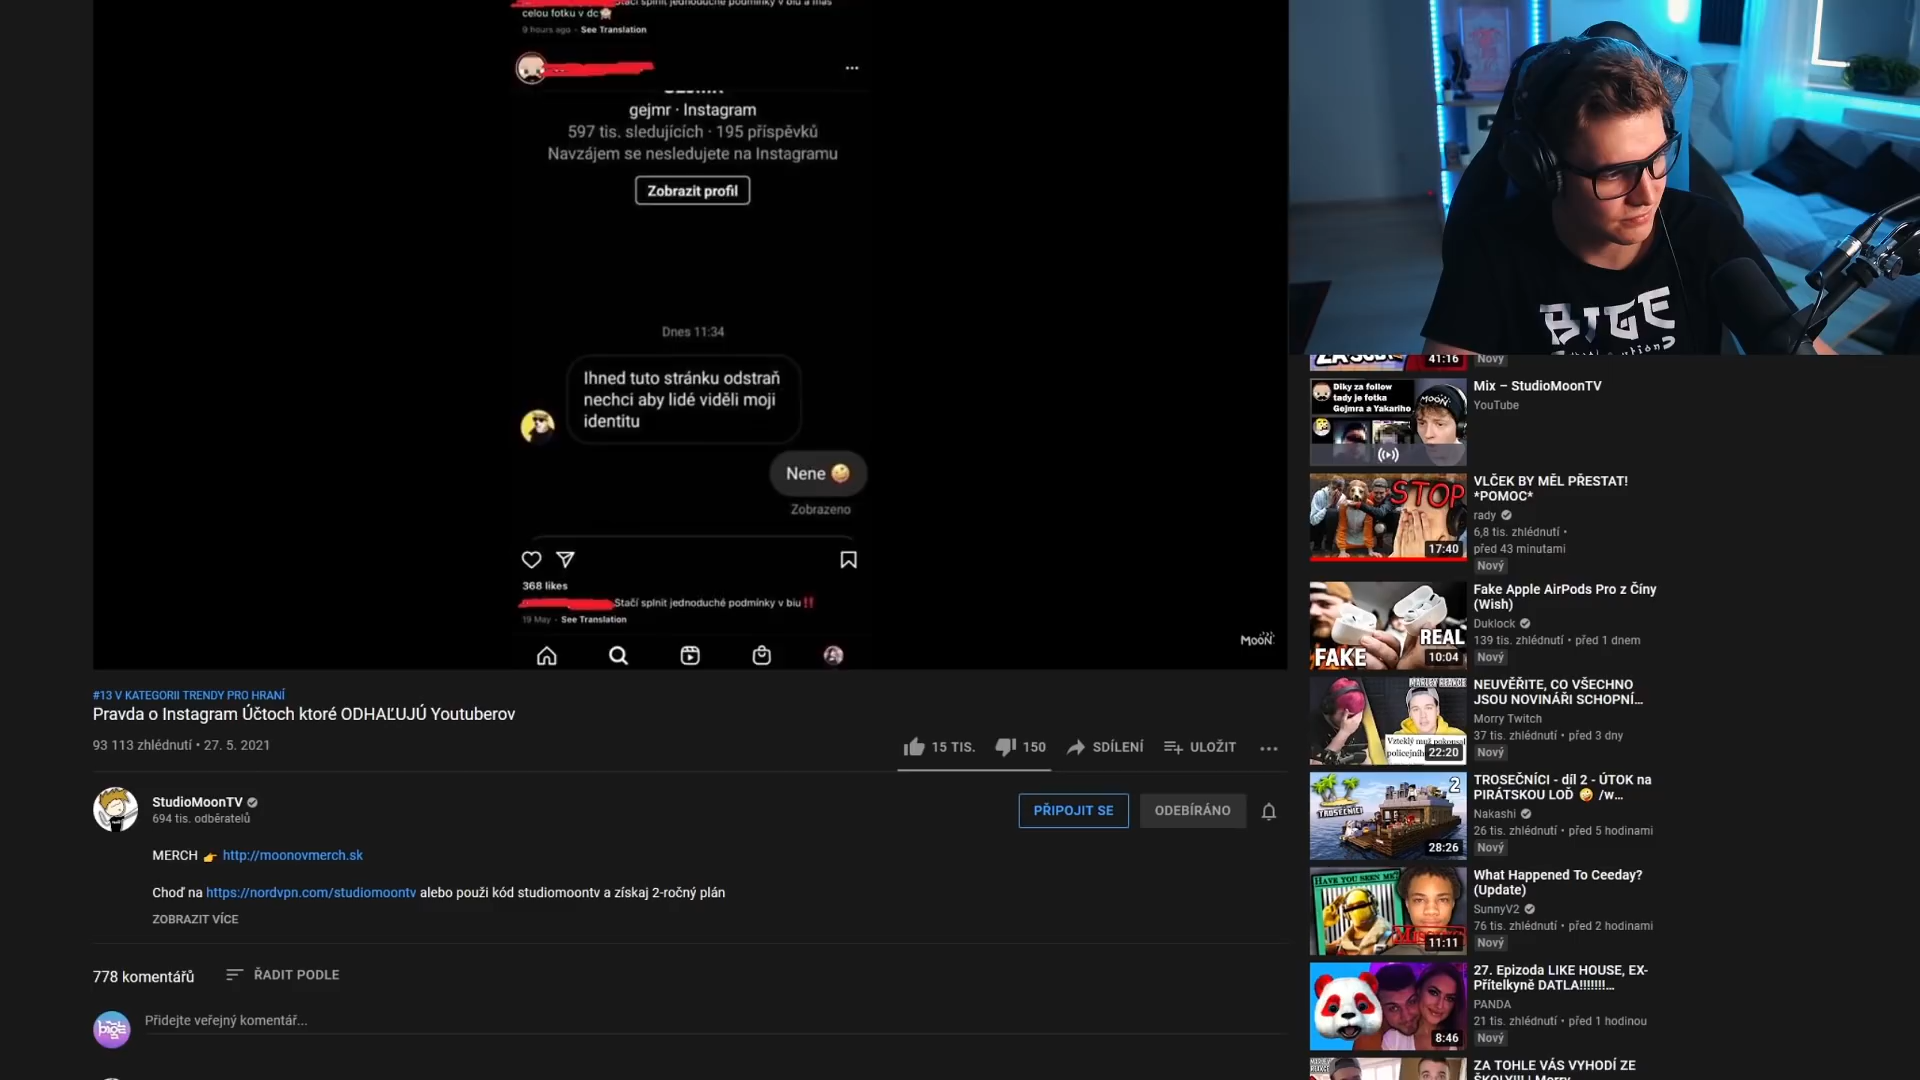 celou fotku v dc
9 hours ago · See Translation
gejmr · Instagram
597 tis. sledujících · 195 příspěvků
Navzájem se nesledujete na Instagramu
Zobrazit profil
Dnes 11:34
Ihned tuto stránku odstraň
nechci aby lidé viděli moji
identitu
Nene 🤪
Zobrazeno
368 likes
Stačí splnit jednoduché podmínky v biu ‼️
19 May · See Translation
MOON
#13 V KATEGORII TRENDY PRO HRANÍ
Pravda o Instagram Účtoch ktoré ODHAĽUJÚ Youtuberov
93 113 zhlédnutí • 27. 5. 2021
15 TIS.
150
SDÍLENÍ
ULOŽIT
StudioMoonTV
694 tis. odběratelů
PŘIPOJIT SE
ODEBÍRÁNO
MERCH 👉 http://moonovmerch.sk
Choď na https://nordvpn.com/studiomoontv alebo použi kód studiomoontv a získaj 2-ročný plán
ZOBRAZIT VÍCE
778 komentářů
ŘADIT PODLE
Přidejte veřejný komentář...
BIGE
41:16
Nový
Díky za follow
tady je fotka
Gejmra a Yakariho
MOON
Mix – StudioMoonTV
YouTube
STOP
17:40
VLČEK BY MĚL PŘESTAT!
*POMOC*
rady
6,8 tis. zhlédnutí •
před 43 minutami
Nový
FAKE
REAL
10:04
Fake Apple AirPods Pro z Číny
(Wish)
Duklock
139 tis. zhlédnutí • před 1 dnem
Nový
22:20
NEUVĚŘITE, CO VŠECHNO
JSOU NOVINÁŘI SCHOPNÍ...
Morry Twitch
37 tis. zhlédnutí • před 3 dny
Nový
TROSEČNÍCI
2
28:26
TROSEČNÍCI - díl 2 - ÚTOK na
PIRÁTSKOU LOĎ 🤪 /w...
Nakashi
26 tis. zhlédnutí • před 5 hodinami
Nový
HAVE YOU SEEN ME?
11:11
What Happened To Ceeday?
(Update)
SunnyV2
76 tis. zhlédnutí • před 2 hodinami
Nový
8:46
27. Epizoda LIKE HOUSE, EX-
Přítelkyně DATLA!!!!!!!...
PANDA
21 tis. zhlédnutí • před 1 hodinou
Nový
ZA TOHLE VÁS VYHODÍ ZE